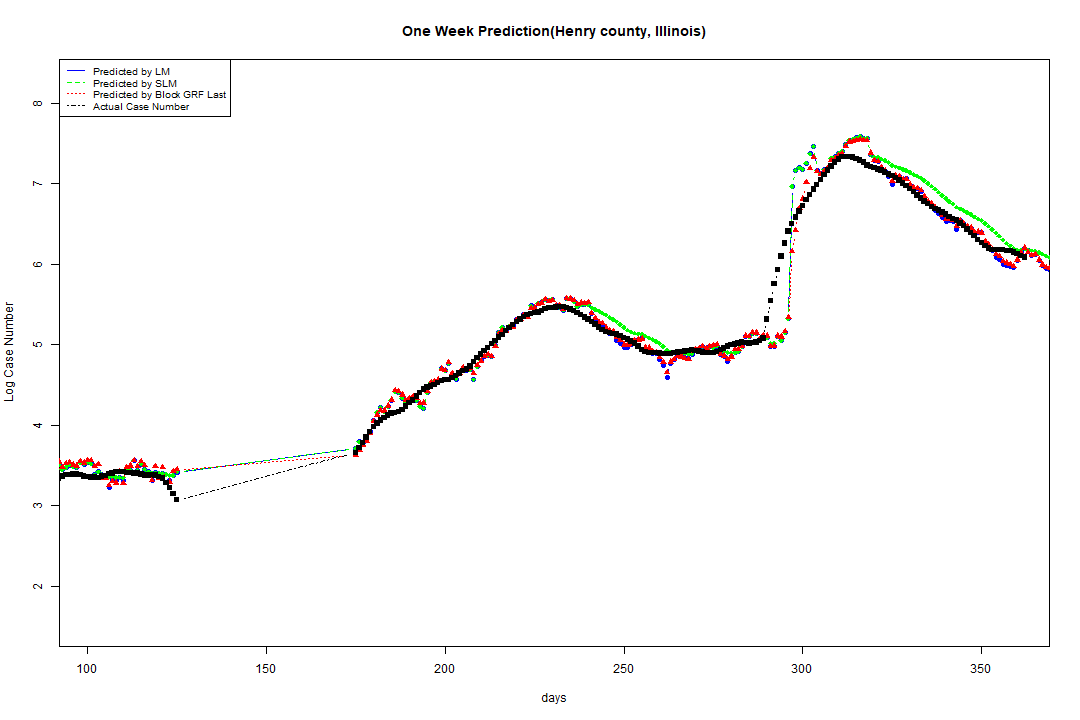 One Week Prediction(Henry county, Illinois)
Predicted by LM
Predicted by SLM
Predicted by Block GRF Last
Actual Case Number
8
7
6
5
4
3
2
Log Case Number
100 150 200 250 300 350
days